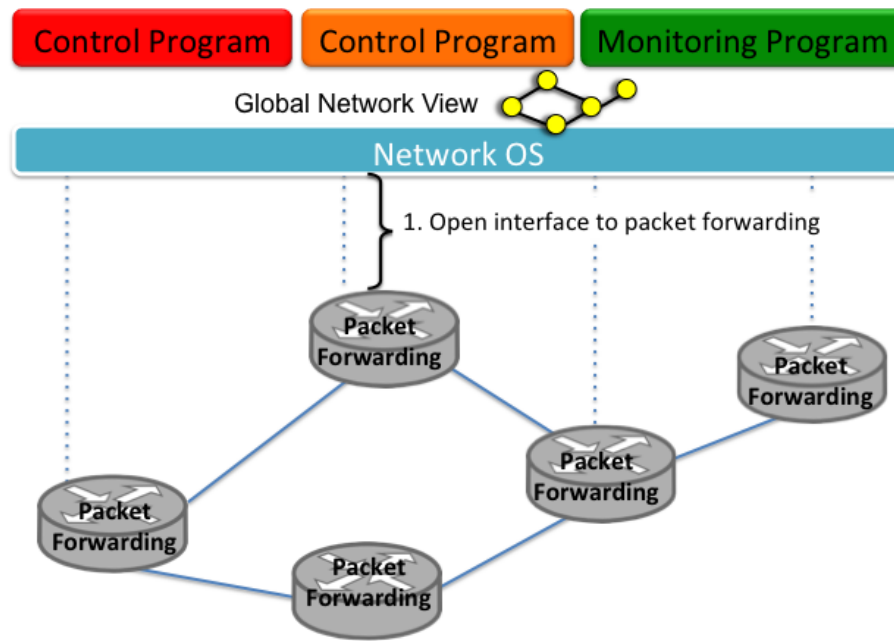 Control Program
Control Program
Monitoring Program
Global Network View
Network OS
1. Open interface to packet forwarding
Packet
Forwarding
Packet
Forwarding
Packet
Forwarding
Packet
Forwarding
Packet
Forwarding